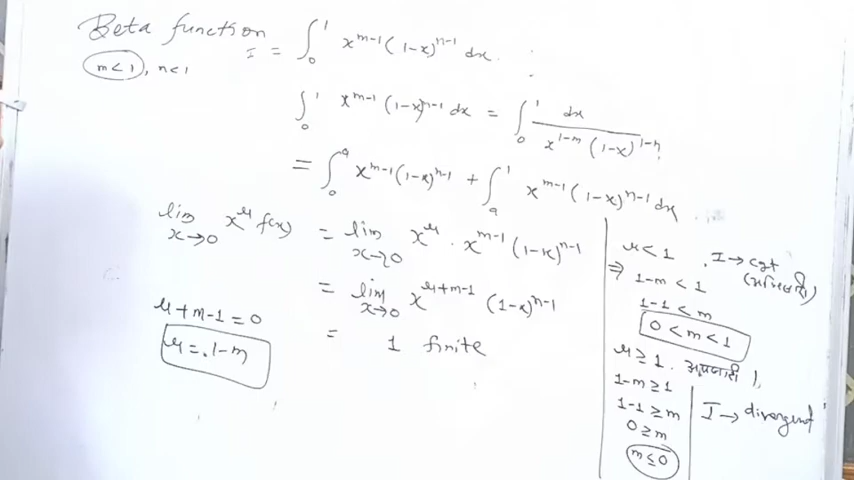 Beta function I = ∫₀¹ x^{m-1} (1-x)^{n-1} dx.
m<1, n<1
∫₀¹ x^{m-1} (1-x)^{n-1} dx = ∫₀¹ dx / x^{1-m} (1-x)^{1-n}
= ∫₀^a x^{m-1} (1-x)^{n-1} + ∫_a¹ x^{m-1} (1-x)^{n-1} dx
lim x→0 x^μ f(x) = lim x→0 x^μ · x^{m-1} (1-x)^{n-1}
= lim x→0 x^{μ+m-1} (1-x)^{n-1}
μ+m-1=0
= 1 finite
μ = 1-m
μ<1 , I → cgt
⇒ 1-m < 1 (अभिसारी)
1-1 < m
0 < m < 1
μ ≥ 1. अपसारी
1-m ≥ 1
1-1 ≥ m I → divergent
0 ≥ m
m ≤ 0